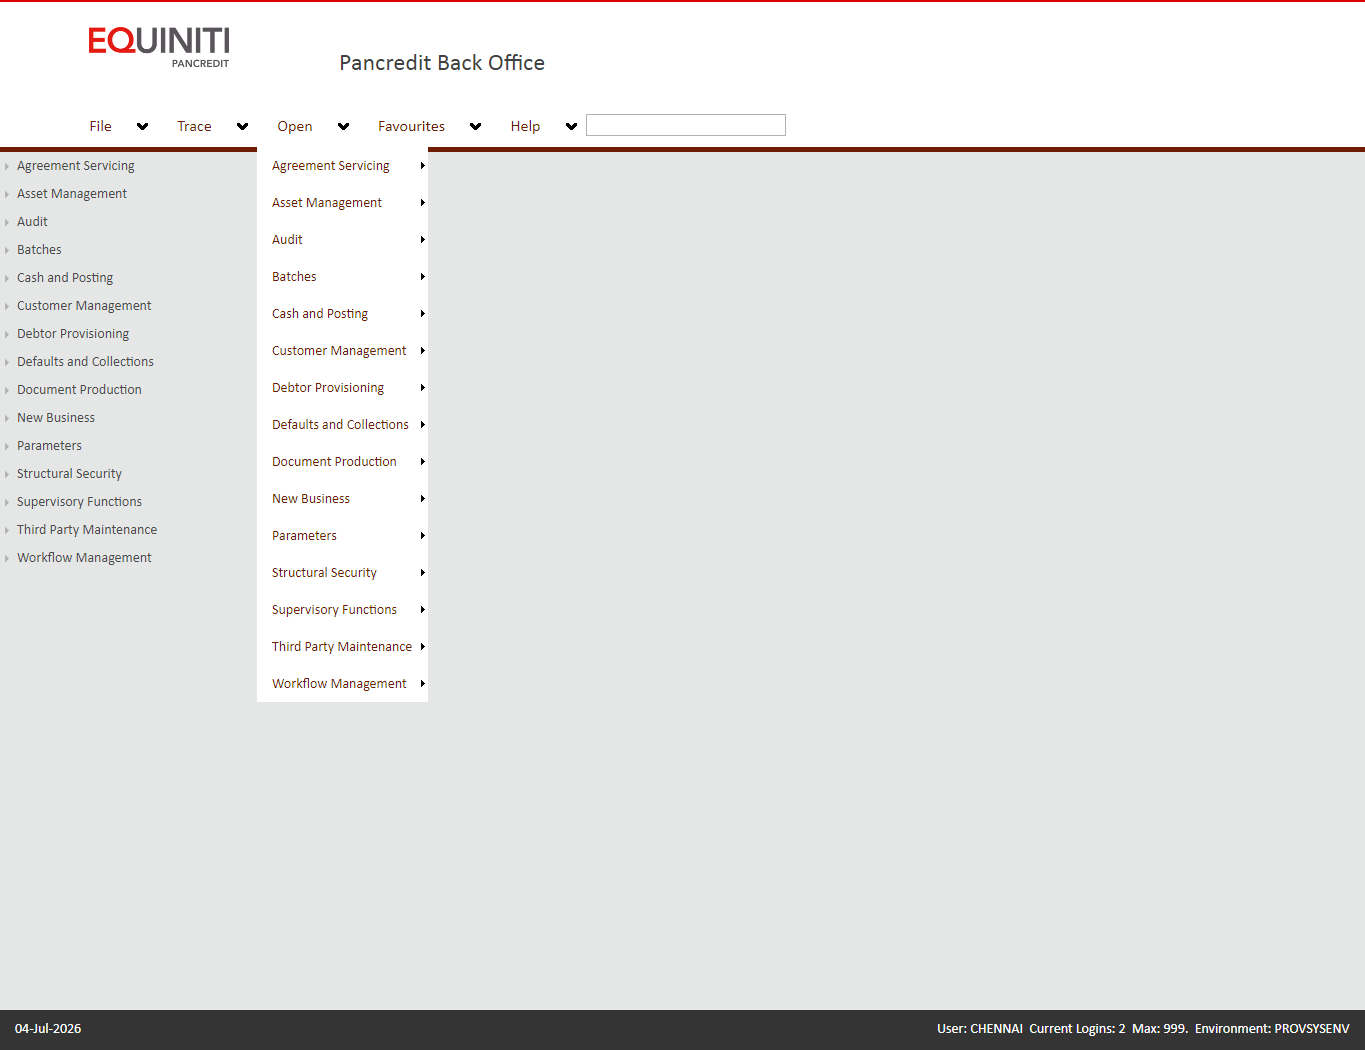 EQUINITI
PANCREDIT
Pancredit Back Office
File Trace Open Favourites Help
Agreement Servicing
Asset Management
Audit
Batches
Cash and Posting
Customer Management
Debtor Provisioning
Defaults and Collections
Document Production
New Business
Parameters
Structural Security
Supervisory Functions
Third Party Maintenance
Workflow Management
Agreement Servicing
Asset Management
Audit
Batches
Cash and Posting
Customer Management
Debtor Provisioning
Defaults and Collections
Document Production
New Business
Parameters
Structural Security
Supervisory Functions
Third Party Maintenance
Workflow Management
04-Jul-2026
User: CHENNAI Current Logins: 2 Max: 999. Environment: PROVSYSENV